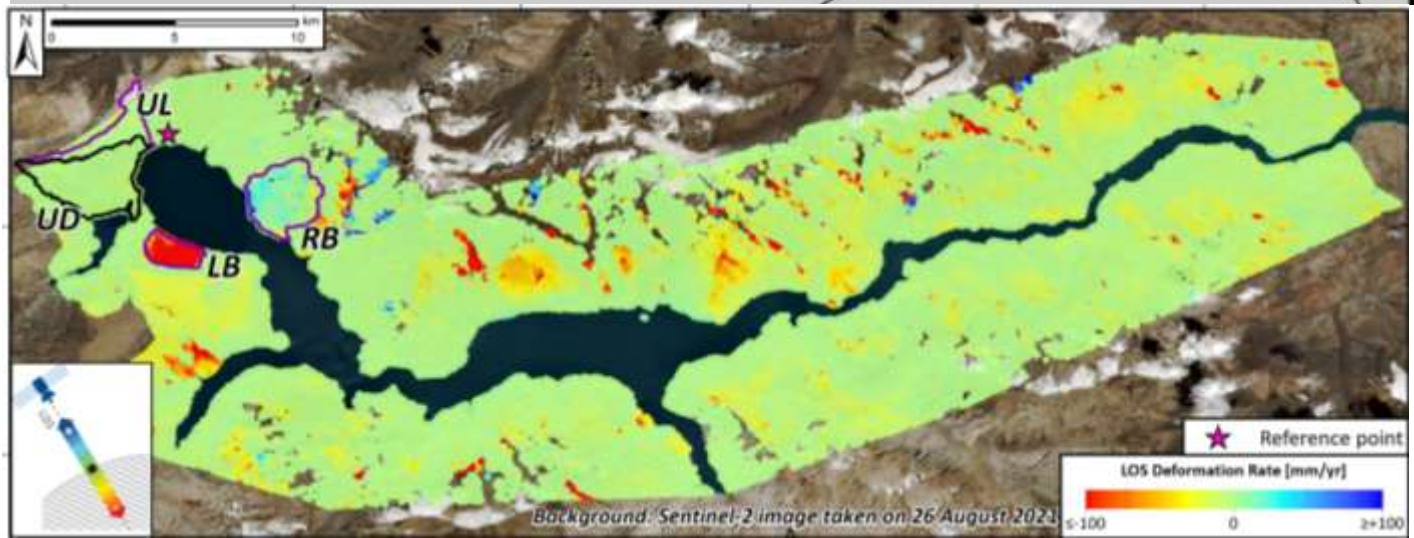 N
0 5 10 km
UL
UD
LB
RB
Reference point
LOS Deformation Rate [mm/yr]
≤-100 0 ≥+100
Background. Sentinel-2 image taken on 26 August 2021